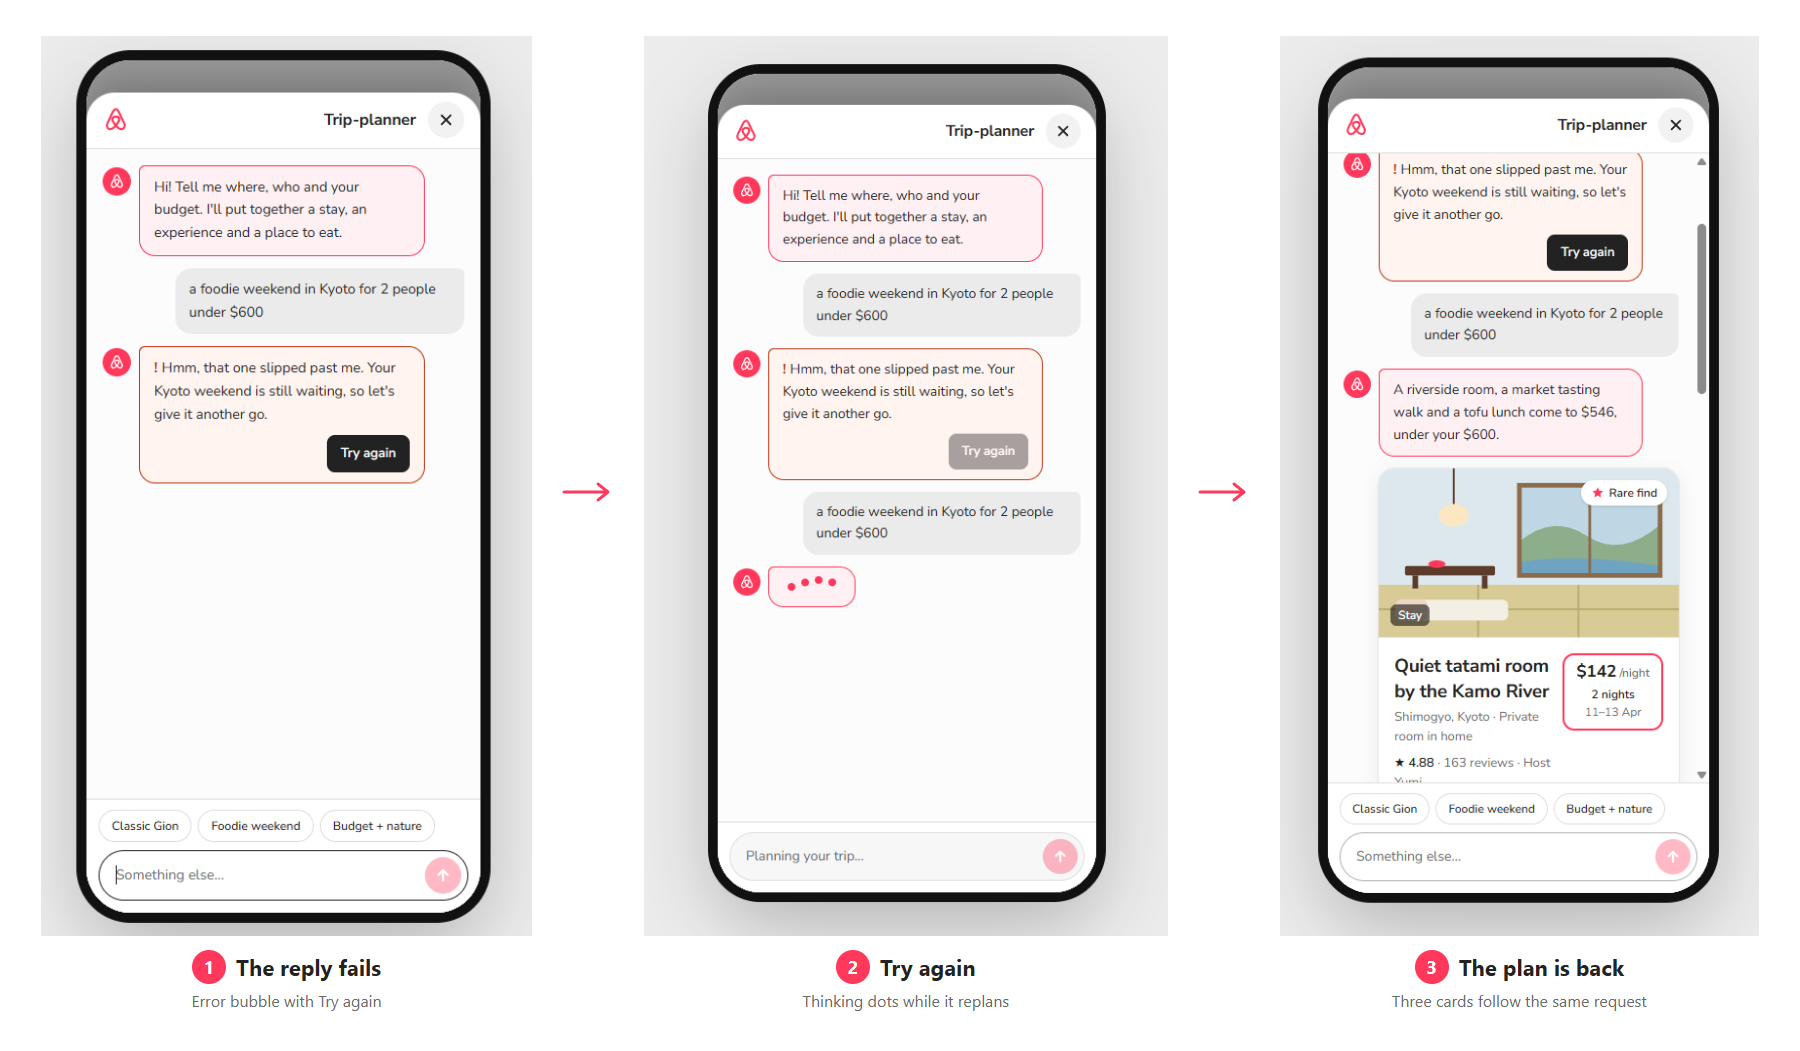 Trip-planner
Hi! Tell me where, who and your
budget. I'll put together a stay, an
experience and a place to eat.
a foodie weekend in Kyoto for 2 people
under $600
! Hmm, that one slipped past me. Your
Kyoto weekend is still waiting, so let's
give it another go.
Try again
Classic Gion
Foodie weekend
Budget + nature
Something else...
1 The reply fails
Error bubble with Try again
Trip-planner
Hi! Tell me where, who and your
budget. I'll put together a stay, an
experience and a place to eat.
a foodie weekend in Kyoto for 2 people
under $600
! Hmm, that one slipped past me. Your
Kyoto weekend is still waiting, so let's
give it another go.
Try again
a foodie weekend in Kyoto for 2 people
under $600
Planning your trip...
2 Try again
Thinking dots while it replans
Trip-planner
! Hmm, that one slipped past me. Your
Kyoto weekend is still waiting, so let's
give it another go.
Try again
a foodie weekend in Kyoto for 2 people
under $600
A riverside room, a market tasting
walk and a tofu lunch come to $546,
under your $600.
★ Rare find
Stay
Quiet tatami room
by the Kamo River
$142 /night
2 nights
11–13 Apr
Shimogyo, Kyoto · Private
room in home
★ 4.88 · 163 reviews · Host
Yumi
Classic Gion
Foodie weekend
Budget + nature
Something else...
3 The plan is back
Three cards follow the same request